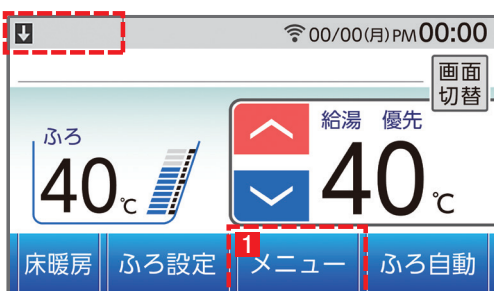 00/00(月)PM00:00
画面
切替
ふろ
40℃
給湯 優先
40℃
1
床暖房 ふろ設定 メニュー ふろ自動